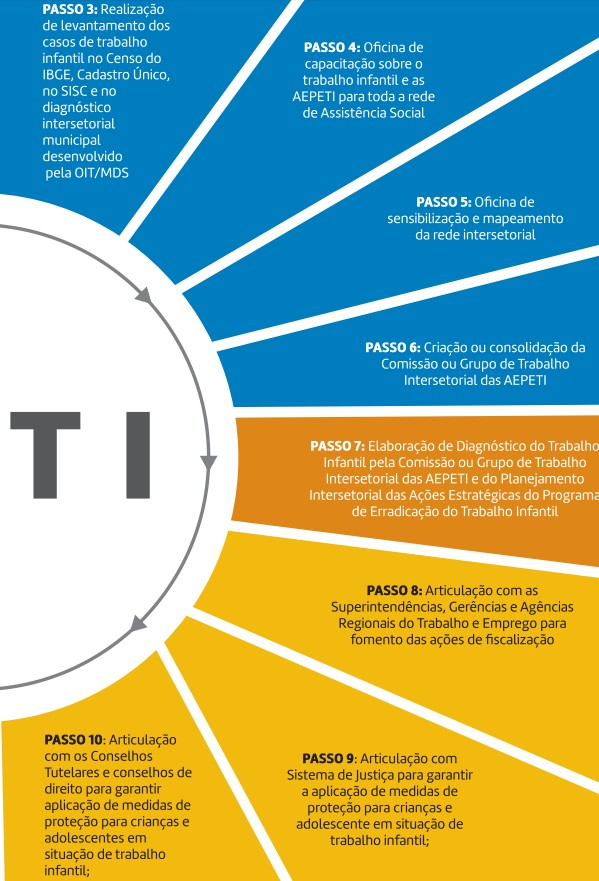 PASSO 3: Realização
de levantamento dos
casos de trabalho
infantil no Censo do
IBGE, Cadastro Único,
no SISC e no
diagnóstico
intersetorial
municipal
desenvolvido
pela OIT/MDS
PASSO 4: Oficina de
capacitação sobre o
trabalho infantil e as
AEPETI para toda a rede
de Assistência Social
PASSO 5: Oficina de
sensibilização e mapeamento
da rede intersetorial
PASSO 6: Criação ou consolidação da
Comissão ou Grupo de Trabalho
Intersetorial das AEPETI
TI
PASSO 7: Elaboração de Diagnóstico do Trabalho
Infantil pela Comissão ou Grupo de Trabalho
Intersetorial das AEPETI e do Planejamento
Intersetorial das Ações Estratégicas do Programa
de Erradicação do Trabalho Infantil
PASSO 8: Articulação com as
Superintendências, Gerências e Agências
Regionais do Trabalho e Emprego para
fomento das ações de fiscalização
PASSO 9: Articulação com
Sistema de Justiça para garantir
a aplicação de medidas de
proteção para crianças e
adolescente em situação de
trabalho infantil;
PASSO 10: Articulação
com os Conselhos
Tutelares e conselhos de
direito para garantir
aplicação de medidas de
proteção para crianças e
adolescentes em
situação de trabalho
infantil;